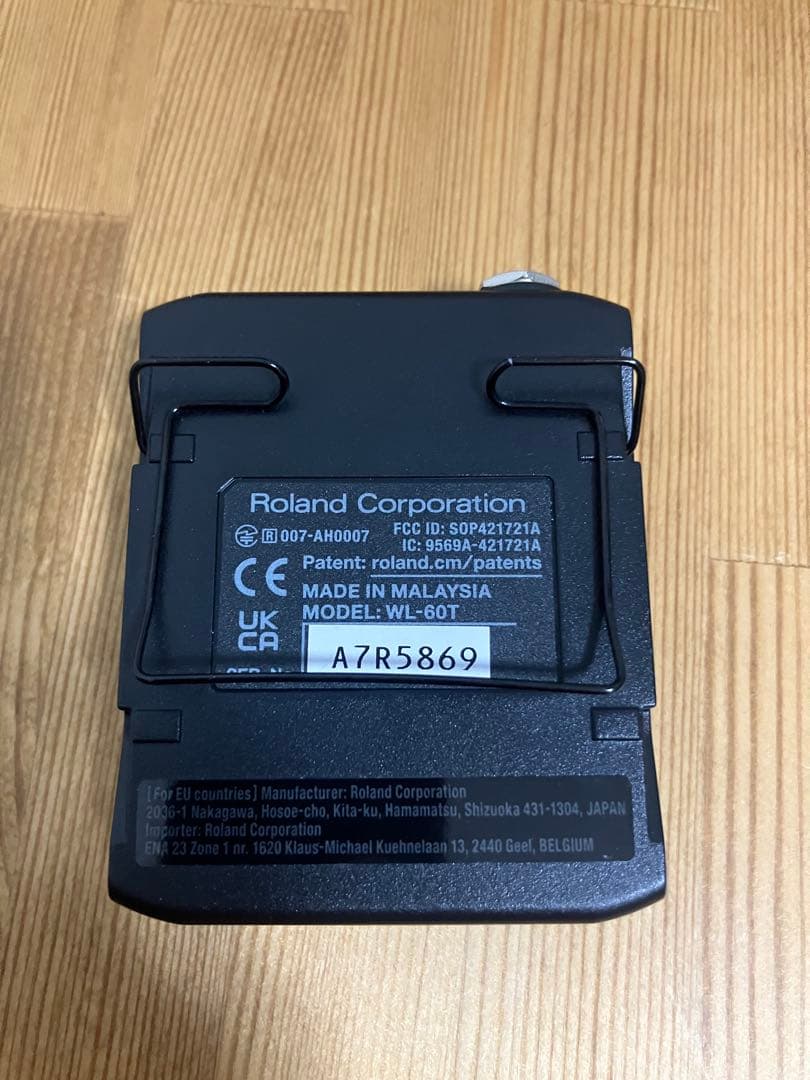 Roland Corporation
R 007-AH0007
FCC ID: SOP421721A
IC: 9569A-421721A
Patent: roland.cm/patents
CE
MADE IN MALAYSIA
MODEL: WL-60T
UK
CA
A7R5869
[For EU countries] Manufacturer: Roland Corporation
2036-1 Nakagawa, Hosoe-cho, Kita-ku, Hamamatsu, Shizuoka 431-1304, JAPAN
Importer: Roland Corporation
ENA 23 Zone 1 nr. 1620 Klaus-Michael Kuehnelaan 13, 2440 Geel, BELGIUM